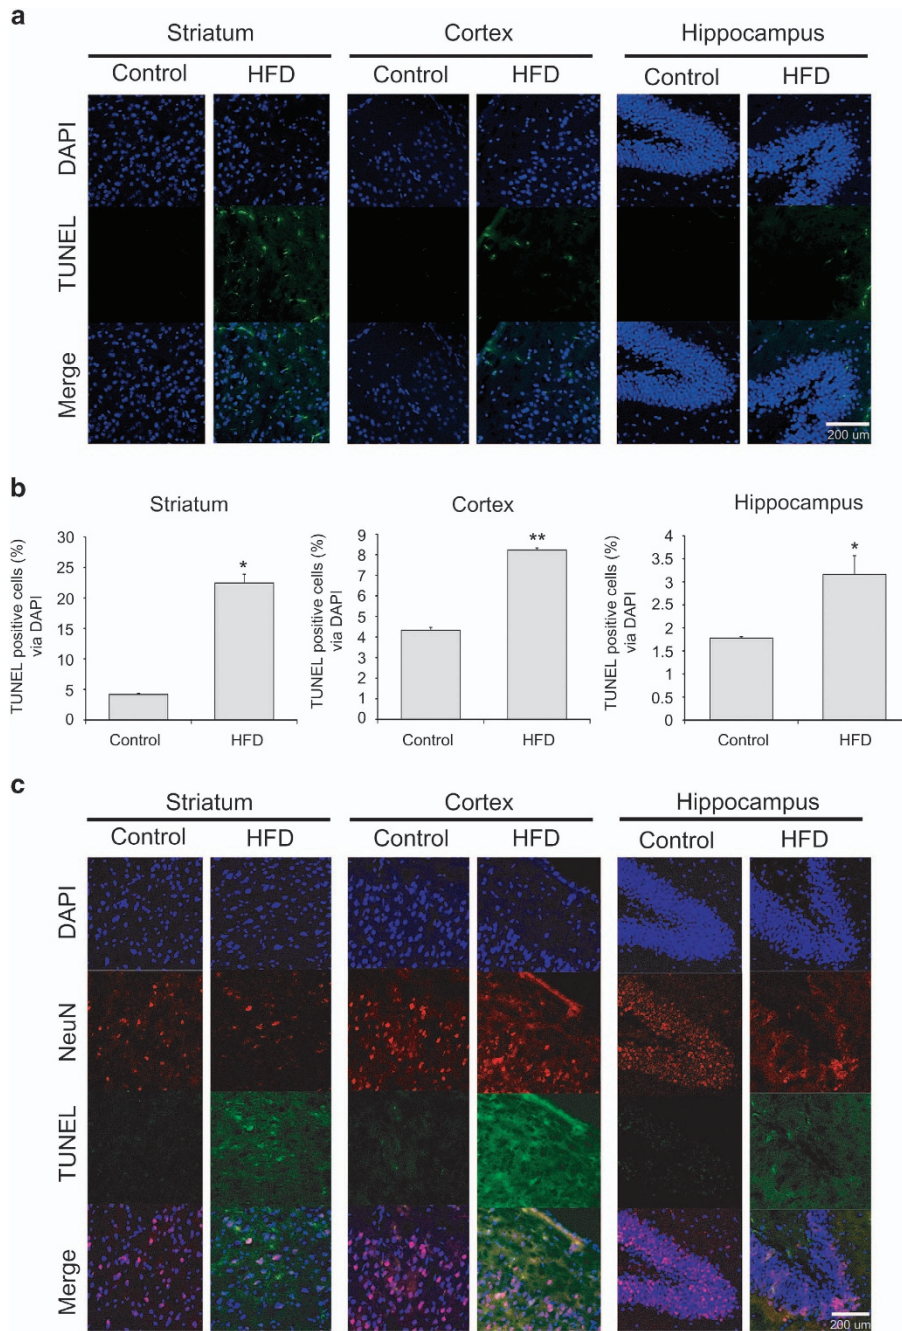 a
Striatum Cortex Hippocampus
Control HFD Control HFD Control HFD
DAPI
TUNEL
Merge
200 um
b
Striatum
TUNEL positive cells (%)
via DAPI
30
25
20
15
10
5
0
*
Control HFD
Cortex
TUNEL positive cells (%)
via DAPI
9
8
7
6
5
4
3
2
1
0
**
Control HFD
Hippocampus
TUNEL positive cells (%)
via DAPI
4
3.5
3
2.5
2
1.5
1
0.5
0
*
Control HFD
c
Striatum Cortex Hippocampus
Control HFD Control HFD Control HFD
DAPI
NeuN
TUNEL
Merge
200 um